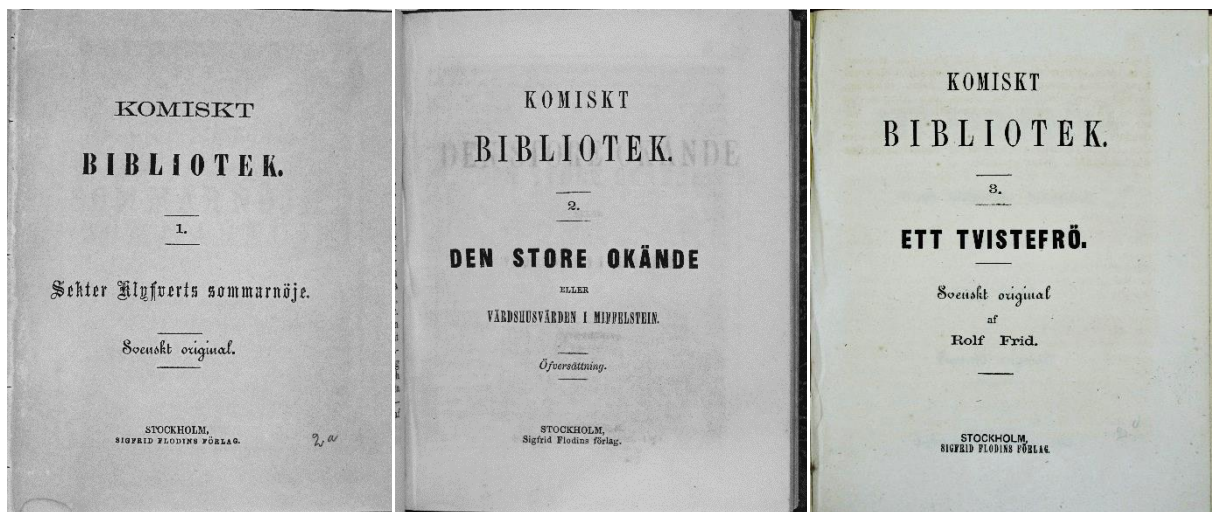 KOMISKT
BIBLIOTEK.
1.
Sekter Klyfverts sommarnöje.
Svenskt original.
STOCKHOLM,
SIGFRID FLODINS FÖRLAG.
2a
KOMISKT
BIBLIOTEK.
2.
DEN STORE OKÄNDE
ELLER
VÄRDSHUSVÄRDEN I MIFFELSTEIN.
Öfversättning.
STOCKHOLM,
Sigfrid Flodins förlag.
KOMISKT
BIBLIOTEK.
3.
ETT TVISTEFRÖ.
Svenskt original
af
Rolf Frid.
STOCKHOLM,
SIGFRID FLODINS FÖRLAG.